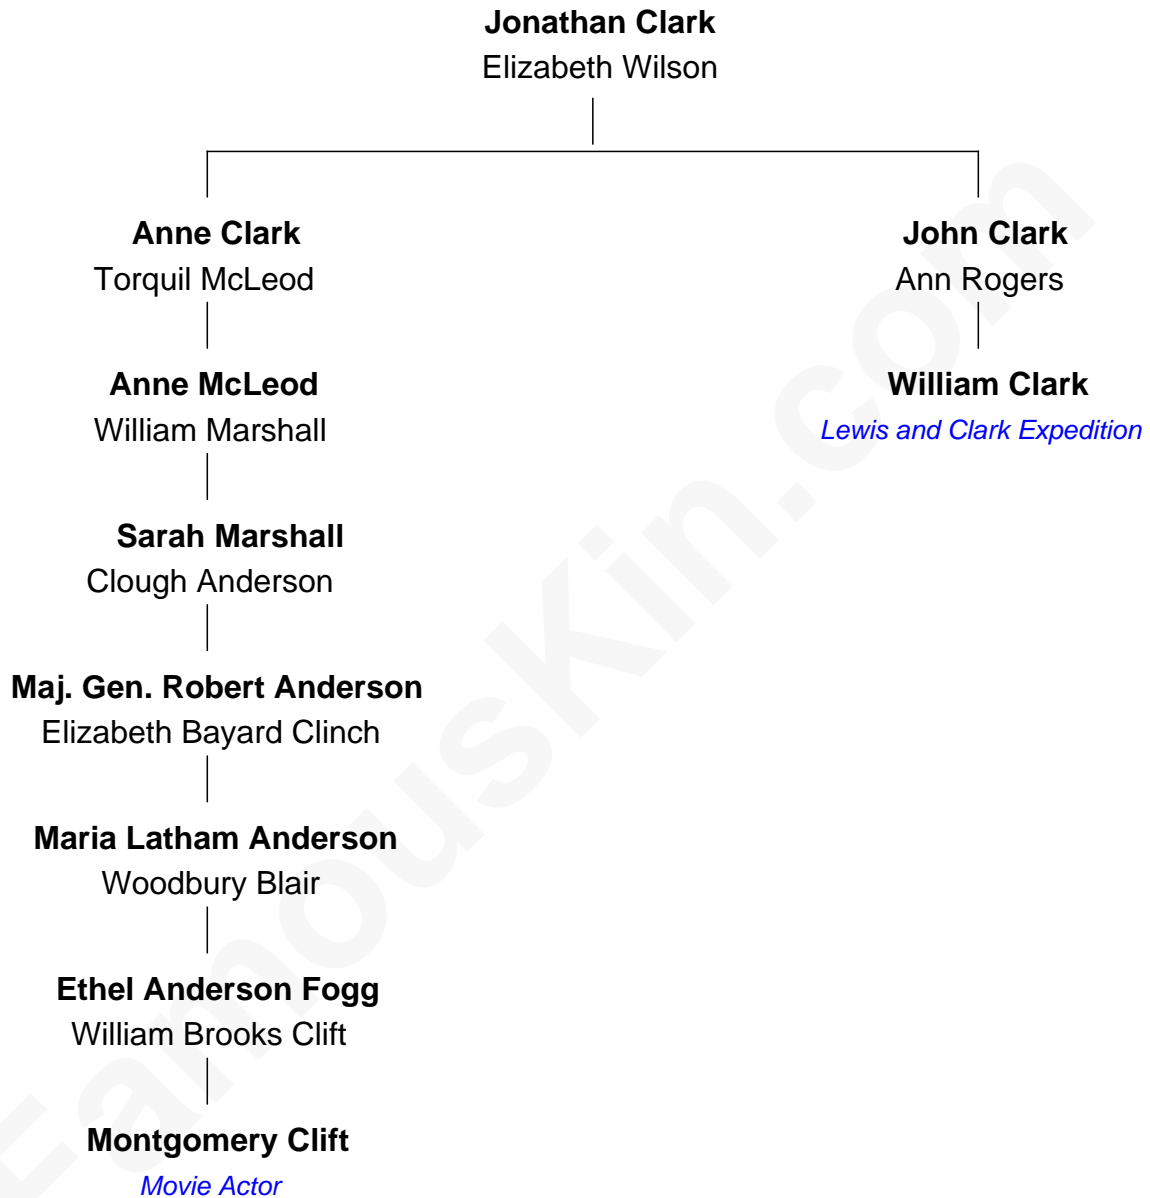 Jonathan Clark
Elizabeth Wilson
Anne Clark
Torquil McLeod
John Clark
Ann Rogers
Anne McLeod
William Marshall
William Clark
Lewis and Clark Expedition
Sarah Marshall
Clough Anderson
Maj. Gen. Robert Anderson
Elizabeth Bayard Clinch
Maria Latham Anderson
Woodbury Blair
Ethel Anderson Fogg
William Brooks Clift
Montgomery Clift
Movie Actor
FamousKin.com